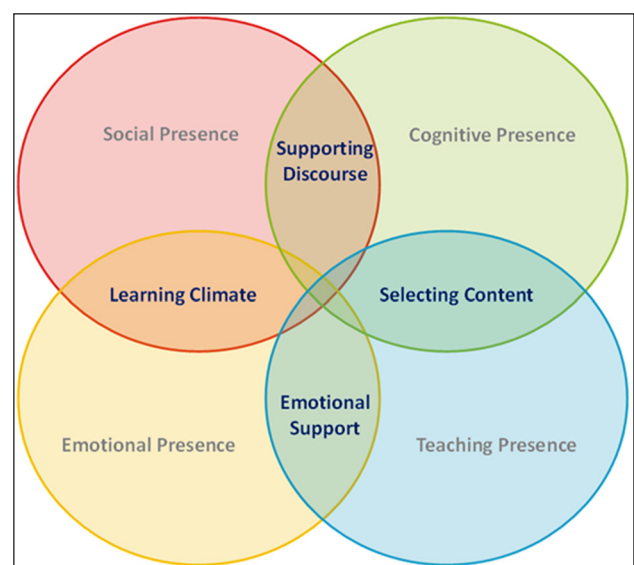 Social Presence
Supporting
Discourse
Cognitive Presence
Learning Climate
Selecting Content
Emotional Presence
Emotional
Support
Teaching Presence